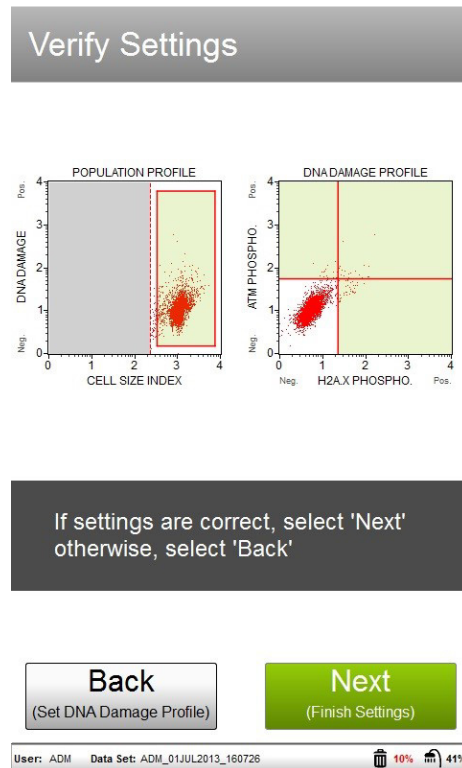 Verify Settings
POPULATION PROFILE
Pos.
DNA DAMAGE
Neg.
4
3
2
1
0
0 1 2 3 4
CELL SIZE INDEX
DNA DAMAGE PROFILE
Pos.
ATM PHOSPHO.
Neg.
4
3
2
1
0
0 1 2 3 4
Neg. H2A.X PHOSPHO. Pos.
If settings are correct, select 'Next'
otherwise, select 'Back'
Back
(Set DNA Damage Profile)
Next
(Finish Settings)
User: ADM Data Set: ADM_01JUL2013_160726 10% 41%